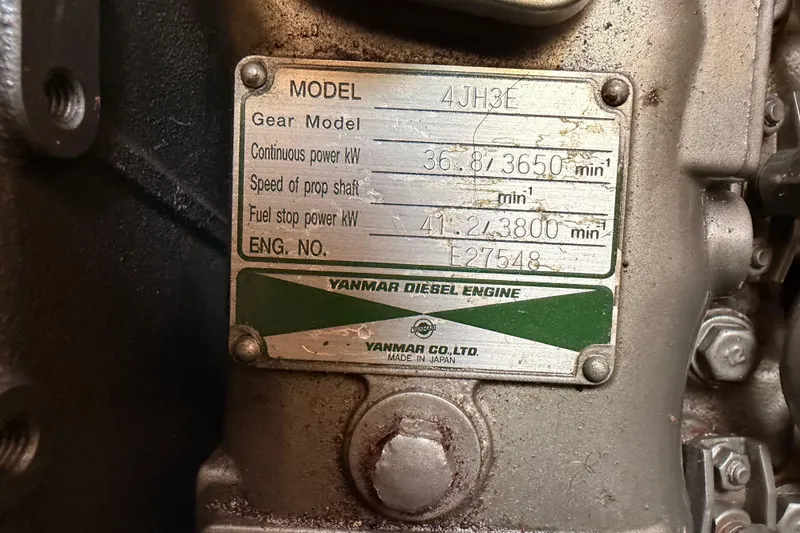 MODEL 4JH3E
Gear Model
Continuous power kW 36.8/3650 min-1
Speed of prop shaft min-1
Fuel stop power kW 41.2/3800 min-1
ENG. NO. E27548
YANMAR DIESEL ENGINE
YANMAR CO.,LTD.
MADE IN JAPAN
12